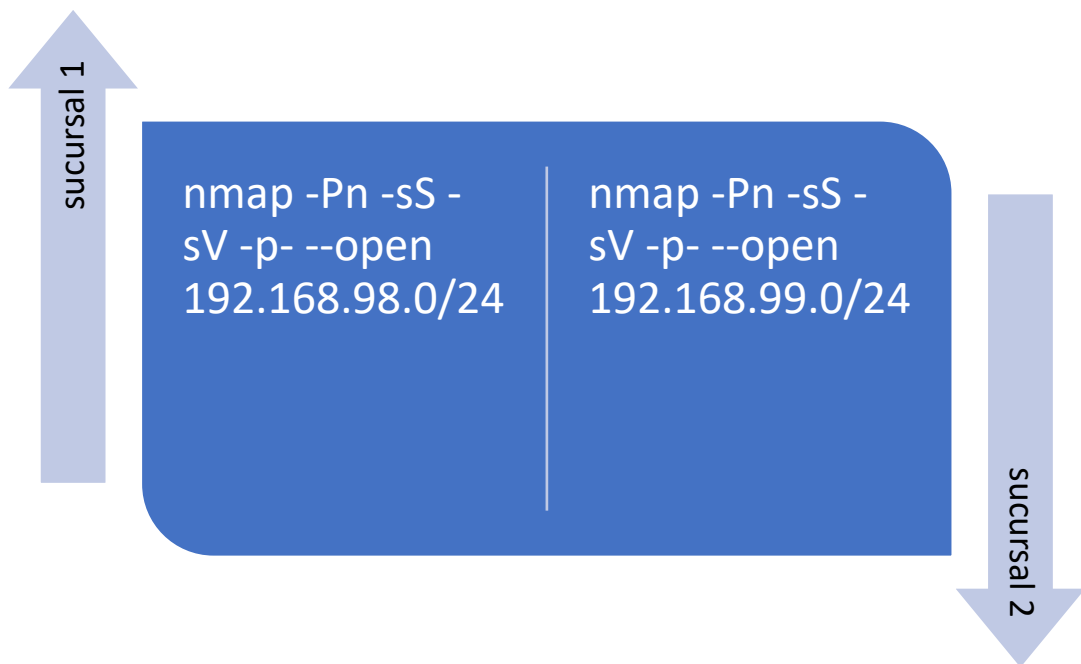 sucursal 1
nmap -Pn -sS -
sV -p- --open
192.168.98.0/24
nmap -Pn -sS -
sV -p- --open
192.168.99.0/24
sucursal 2